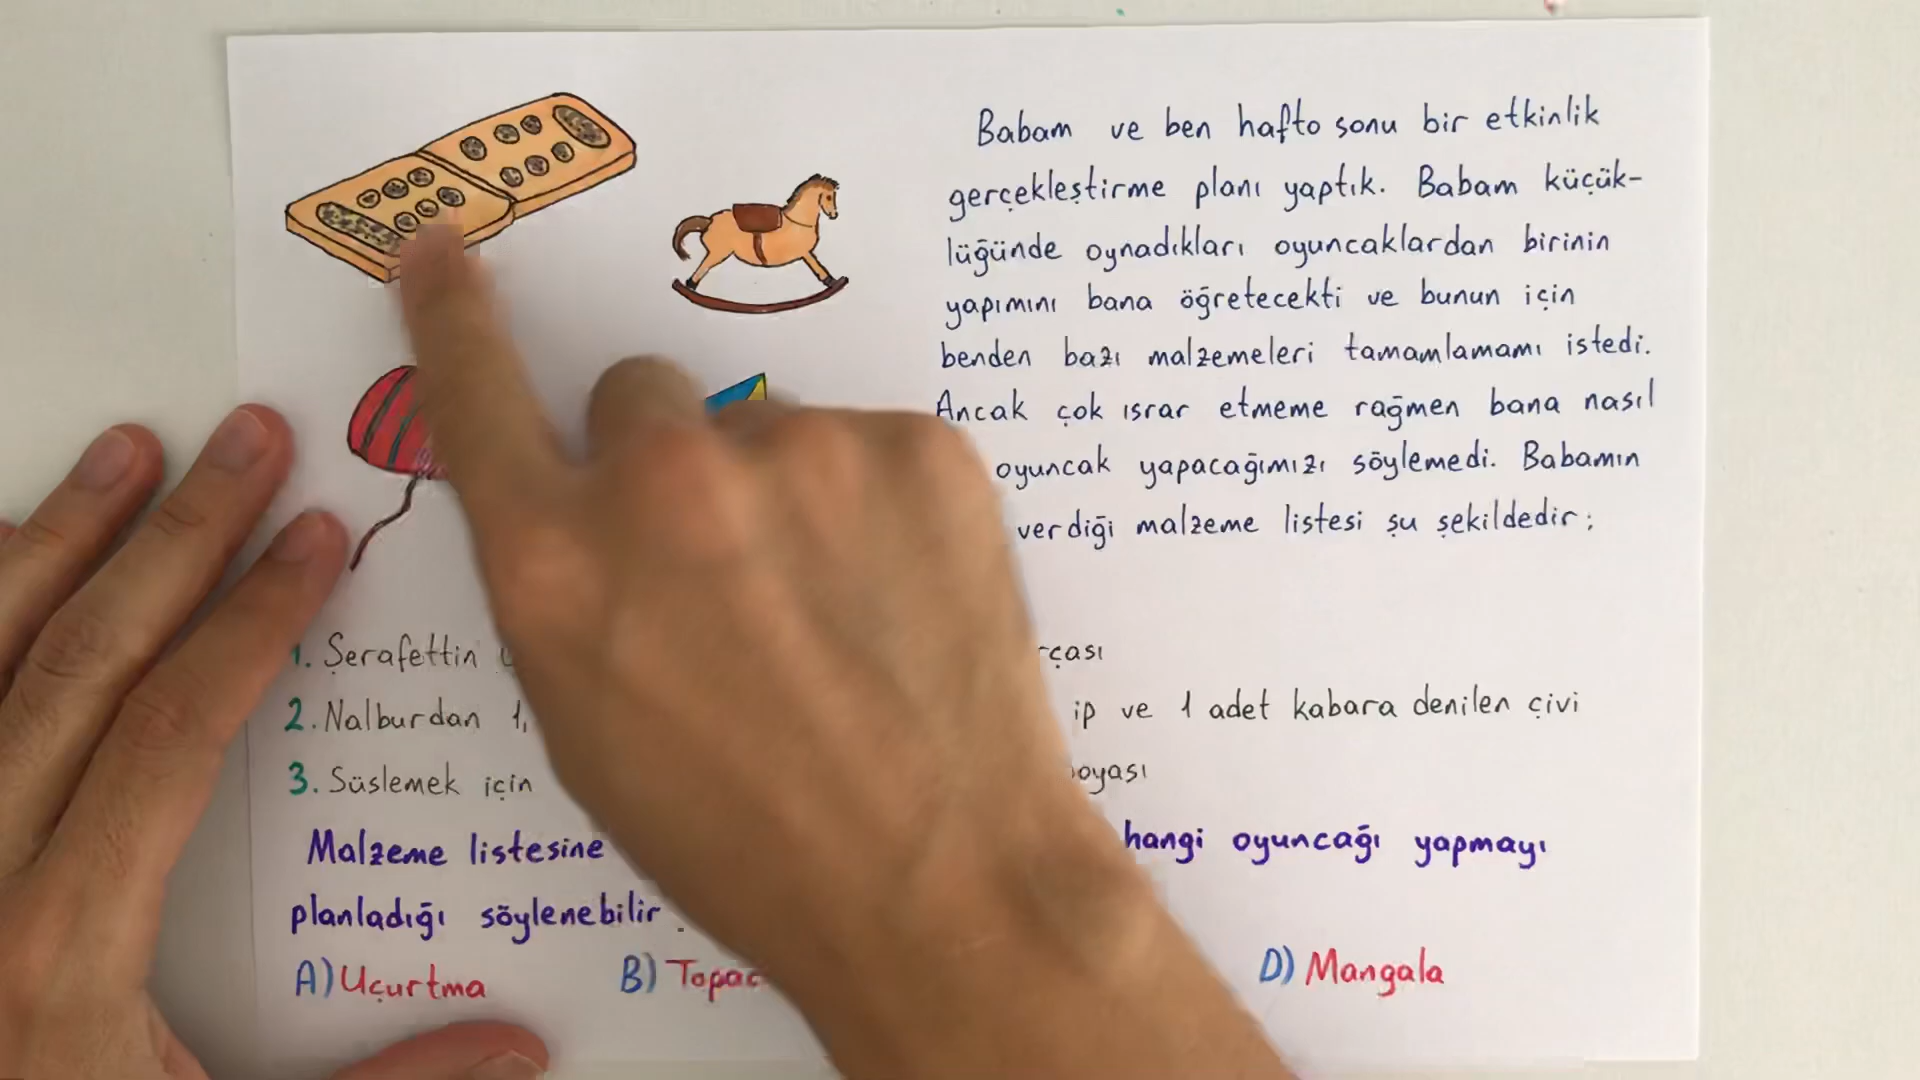 Babam ve ben hafto sonu bir etkinlik
gerçekleştirme planı yaptık. Babam küçük-
lüğünde oynadıkları oyuncaklardan birinin
yapımını bana öğretecekti ve bunun için
benden bazı malzemeleri tamamlamamı istedi.
Ancak çok ısrar etmeme rağmen bana nasıl
oyuncak yapacağımızı söylemedi. Babamın
verdiği malzeme listesi şu şekildedir;
1. Şerafettin
2. Nalburdan 1, ip ve 1 adet kabara denilen çivi
3. Süslemek için
Malzeme listesine hangi oyuncağı yapmayı
planladığı söylenebilir
A) Uçurtma B) D) Mangala